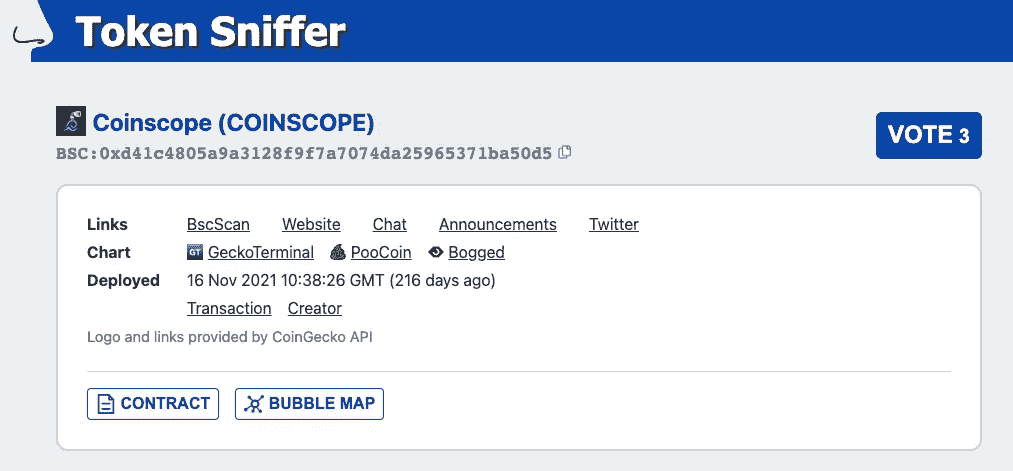 Token Sniffer
Coinscope (COINSCOPE)
VOTE 3
BSC:0xd41c4805a9a3128f9f7a7074da25965371ba50d5
Links BscScan Website Chat Announcements Twitter
Chart GT GeckoTerminal PooCoin Bogged
Deployed 16 Nov 2021 10:38:26 GMT (216 days ago)
Transaction Creator
Logo and links provided by CoinGecko API
CONTRACT BUBBLE MAP